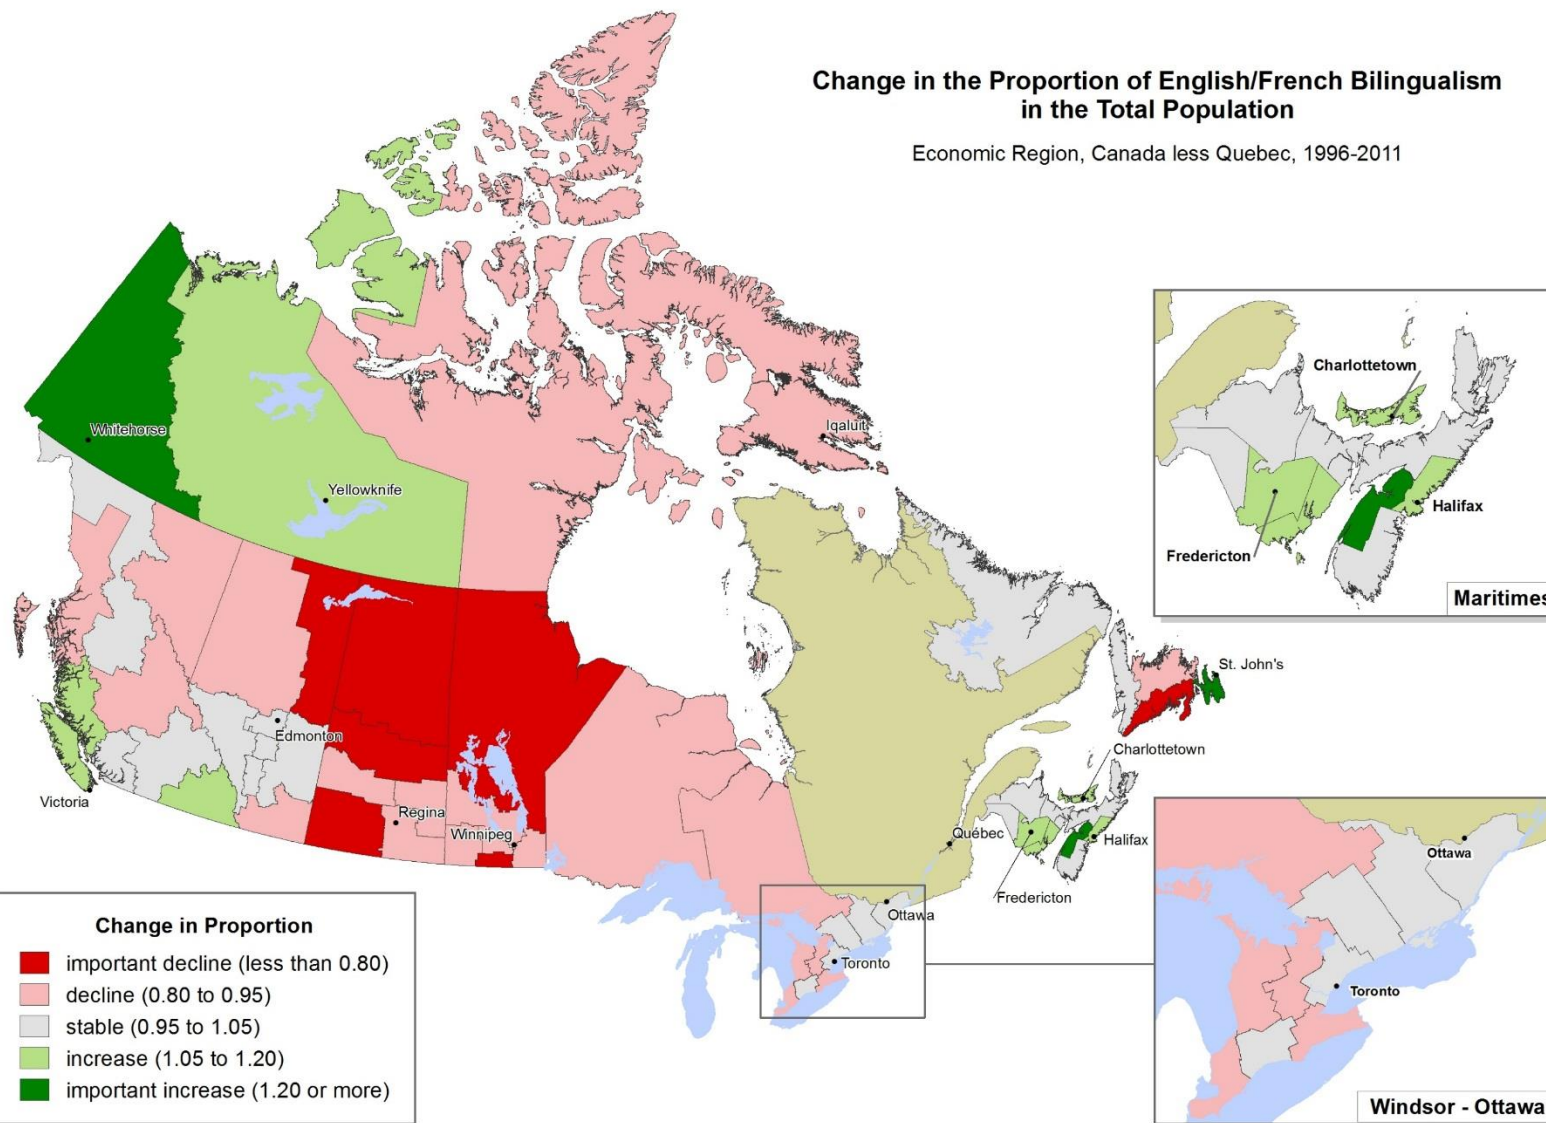 Change in the Proportion of English/French Bilingualism
in the Total Population
Economic Region, Canada less Quebec, 1996-2011
Whitehorse
Yellowknife
Iqaluit
Edmonton
Victoria
Regina
Winnipeg
St. John's
Charlottetown
Québec
Halifax
Fredericton
Ottawa
Toronto
Charlottetown
Halifax
Fredericton
Maritimes
Ottawa
Toronto
Windsor - Ottawa
Change in Proportion
important decline (less than 0.80)
decline (0.80 to 0.95)
stable (0.95 to 1.05)
increase (1.05 to 1.20)
important increase (1.20 or more)